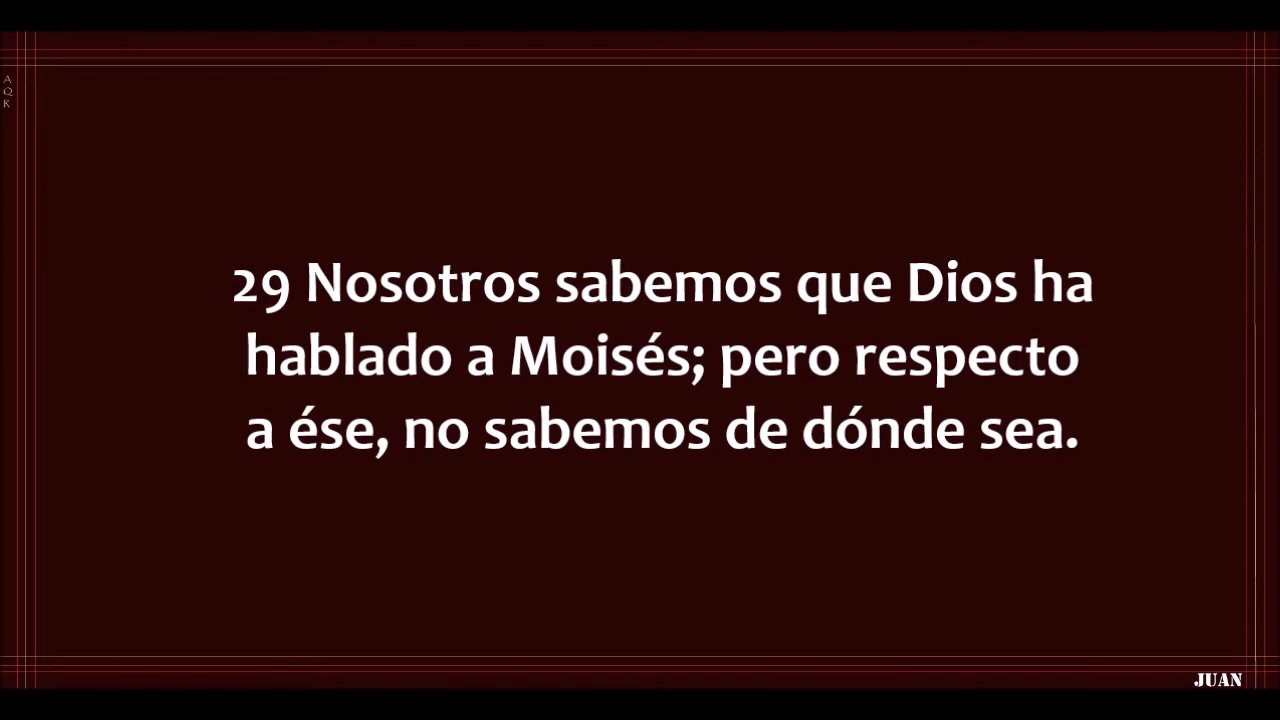 A
Q
R
29 Nosotros sabemos que Dios ha
hablado a Moisés; pero respecto
a ése, no sabemos de dónde sea.
JUAN